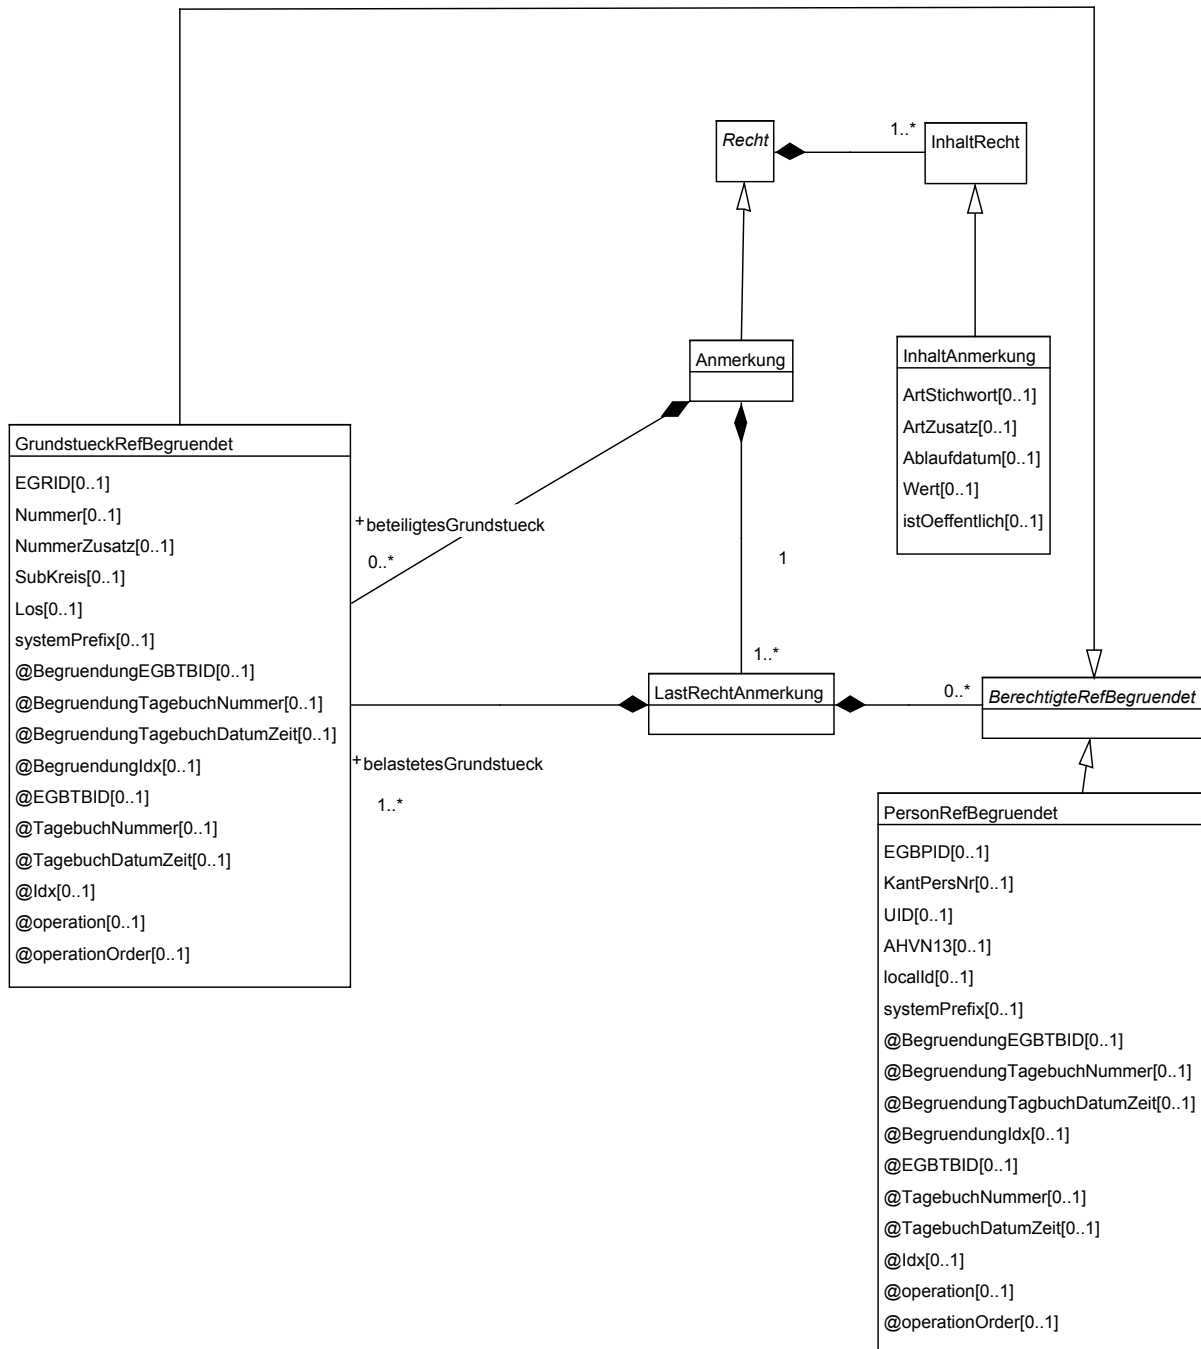 Recht
1..*
InhaltRecht
Anmerkung
InhaltAnmerkung
ArtStichwort[0..1]
ArtZusatz[0..1]
Ablaufdatum[0..1]
Wert[0..1]
istOeffentlich[0..1]
GrundstueckRefBegruendet
EGRID[0..1]
Nummer[0..1]
NummerZusatz[0..1]
SubKreis[0..1]
Los[0..1]
systemPrefix[0..1]
@BegruendungEGBTBID[0..1]
@BegruendungTagebuchNummer[0..1]
@BegruendungTagebuchDatumZeit[0..1]
@BegruendungIdx[0..1]
@EGBTBID[0..1]
@TagebuchNummer[0..1]
@TagebuchDatumZeit[0..1]
@Idx[0..1]
@operation[0..1]
@operationOrder[0..1]
+beteiligtesGrundstueck
0..*
1
1..*
LastRechtAnmerkung
0..*
BerechtigteRefBegruendet
+belastetesGrundstueck
1..*
PersonRefBegruendet
EGBPID[0..1]
KantPersNr[0..1]
UID[0..1]
AHVN13[0..1]
localId[0..1]
systemPrefix[0..1]
@BegruendungEGBTBID[0..1]
@BegruendungTagebuchNummer[0..1]
@BegruendungTagbuchDatumZeit[0..1]
@BegruendungIdx[0..1]
@EGBTBID[0..1]
@TagebuchNummer[0..1]
@TagebuchDatumZeit[0..1]
@Idx[0..1]
@operation[0..1]
@operationOrder[0..1]